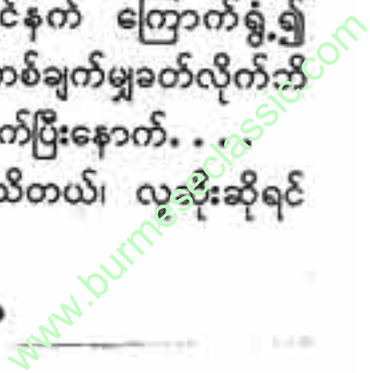 င်နက် ကြောက်ရွံ့၍
တစ်ချက်မျှခတ်လိုက်ဘိ
က်ပြီးနောက်. . . .
သိတယ်၊ လူဆိုးဆိုရင်
www.burmeseclassic.com